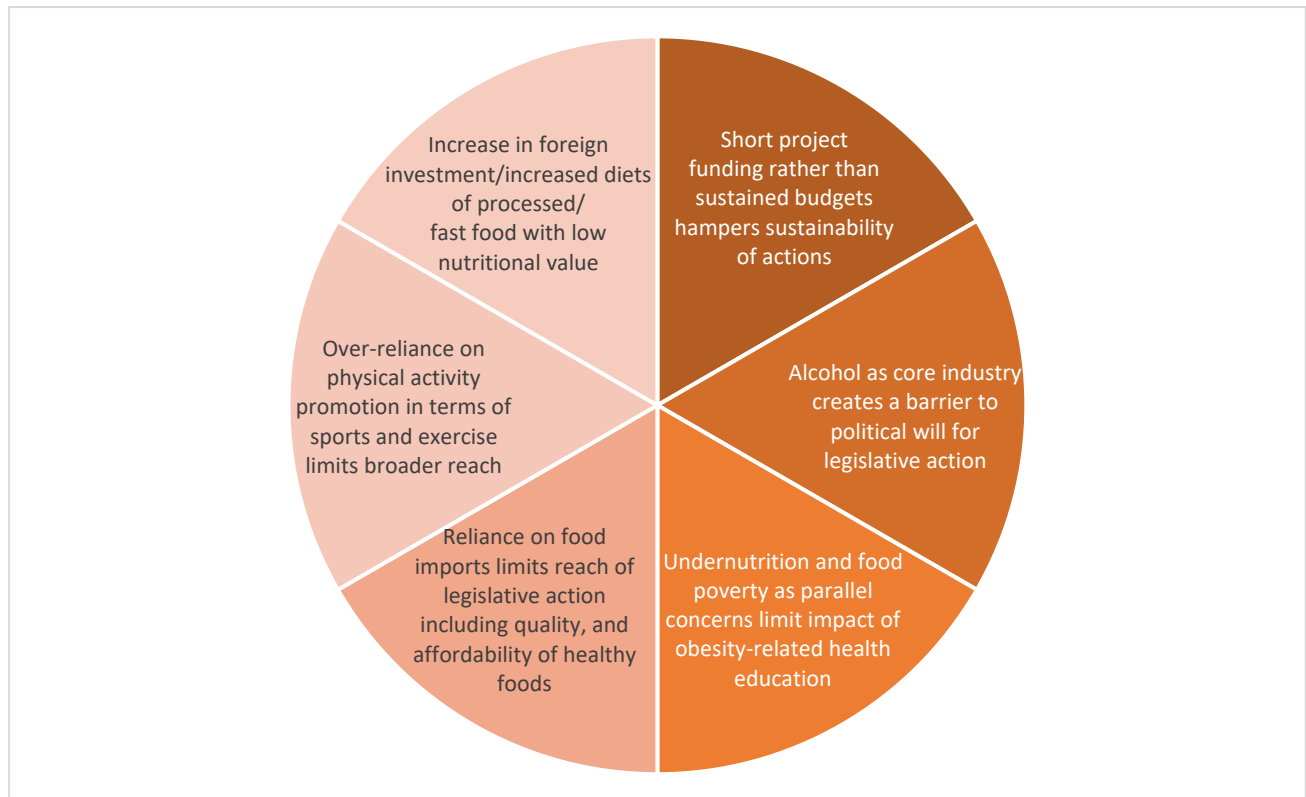 Short project
funding rather than
sustained budgets
hampers sustainability
of actions
Alcohol as core industry
creates a barrier to
political will for
legislative action
Undernutrition and food
poverty as parallel
concerns limit impact of
obesity-related health
education
Reliance on food
imports limits reach of
legislative action
including quality, and
affordability of healthy
foods
Over-reliance on
physical activity
promotion in terms of
sports and exercise
limits broader reach
Increase in foreign
investment/increased diets
of processed/
fast food with low
nutritional value